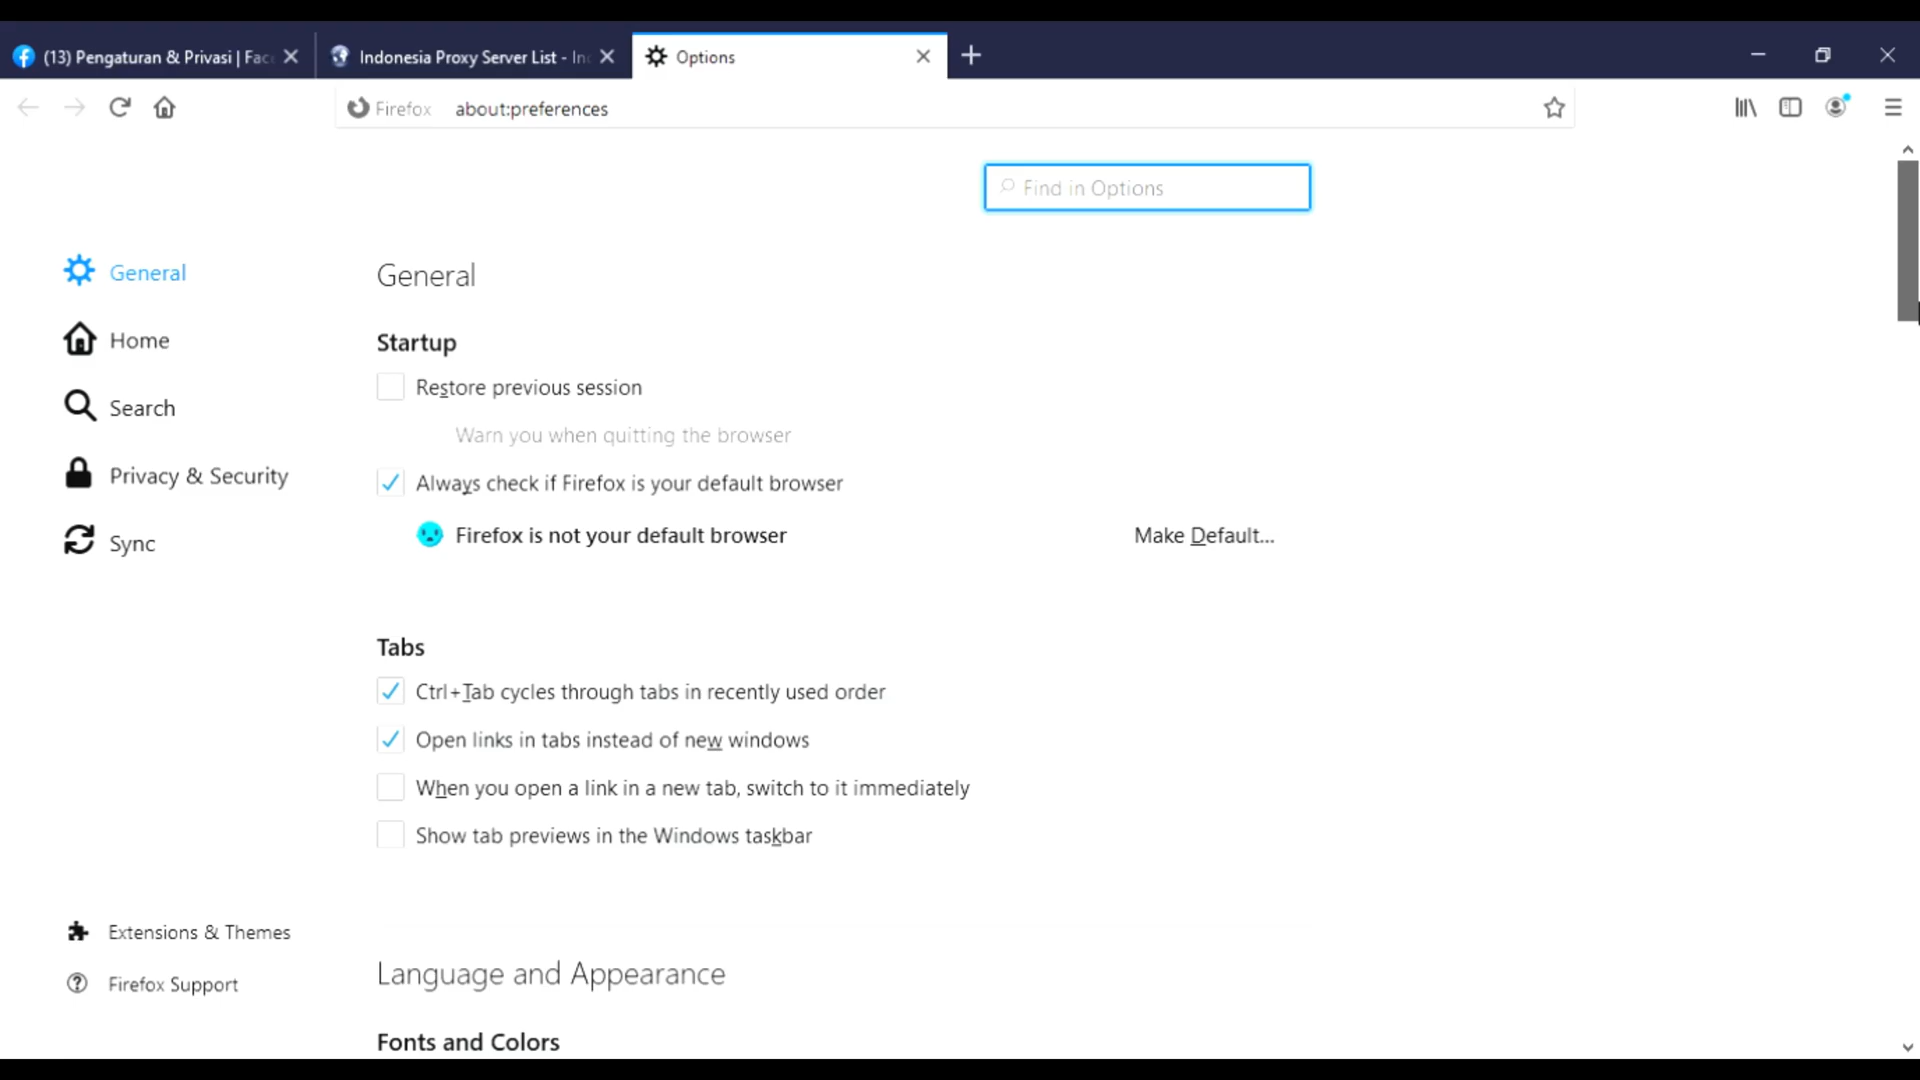 (13) Pengaturan & Privasi | Fac
Indonesia Proxy Server List - In
Options
Firefox
about:preferences
Find in Options
General
Home
Search
Privacy & Security
Sync
Extensions & Themes
Firefox Support
General
Startup
Restore previous session
Warn you when quitting the browser
Always check if Firefox is your default browser
Firefox is not your default browser
Make Default...
Tabs
Ctrl+Tab cycles through tabs in recently used order
Open links in tabs instead of new windows
When you open a link in a new tab, switch to it immediately
Show tab previews in the Windows taskbar
Language and Appearance
Fonts and Colors